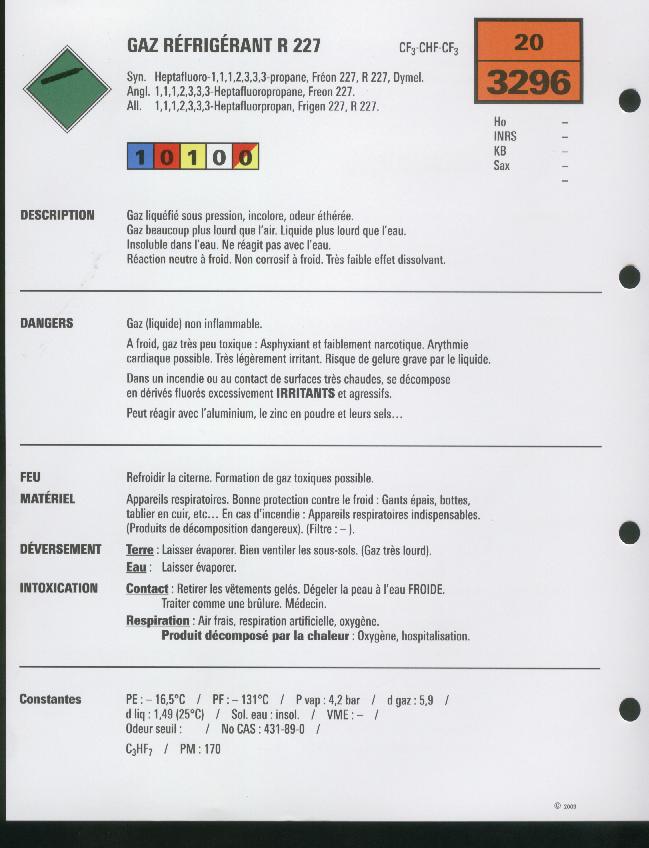 GAZ RÉFRIGÉRANT R 227
CF₃-CHF-CF₃
20
3296
Syn. Heptafluoro-1,1,1,2,3,3,3-propane, Fréon 227, R 227, Dymel.
Angl. 1,1,1,2,3,3,3-Heptafluoropropane, Freon 227.
All. 1,1,1,2,3,3,3-Heptafluorpropan, Frigen 227, R 227.
Ho –
INRS –
KB –
Sax –
–
1 0 1 0 0
DESCRIPTION
Gaz liquéfié sous pression, incolore, odeur éthérée.
Gaz beaucoup plus lourd que l'air. Liquide plus lourd que l'eau.
Insoluble dans l'eau. Ne réagit pas avec l'eau.
Réaction neutre à froid. Non corrosif à froid. Très faible effet dissolvant.
DANGERS
Gaz (liquide) non inflammable.
A froid, gaz très peu toxique : Asphyxiant et faiblement narcotique. Arythmie
cardiaque possible. Très légèrement irritant. Risque de gelure grave par le liquide.
Dans un incendie ou au contact de surfaces très chaudes, se décompose
en dérivés fluorés excessivement IRRITANTS et agressifs.
Peut réagir avec l'aluminium, le zinc en poudre et leurs sels...
FEU
Refroidir la citerne. Formation de gaz toxiques possible.
MATÉRIEL
Appareils respiratoires. Bonne protection contre le froid : Gants épais, bottes,
tablier en cuir, etc... En cas d'incendie : Appareils respiratoires indispensables.
(Produits de décomposition dangereux). (Filtre : – ).
DÉVERSEMENT
Terre : Laisser évaporer. Bien ventiler les sous-sols. (Gaz très lourd).
Eau : Laisser évaporer.
INTOXICATION
Contact : Retirer les vêtements gelés. Dégeler la peau à l'eau FROIDE.
Traiter comme une brûlure. Médecin.
Respiration : Air frais, respiration artificielle, oxygène.
Produit décomposé par la chaleur : Oxygène, hospitalisation.
Constantes
PE : – 16,5°C / PF : – 131°C / P vap : 4,2 bar / d gaz : 5,9 /
d liq : 1,49 (25°C) / Sol. eau : insol. / VME : – /
Odeur seuil : / No CAS : 431-89-0 /
C₃HF₇ / PM : 170
© 2003